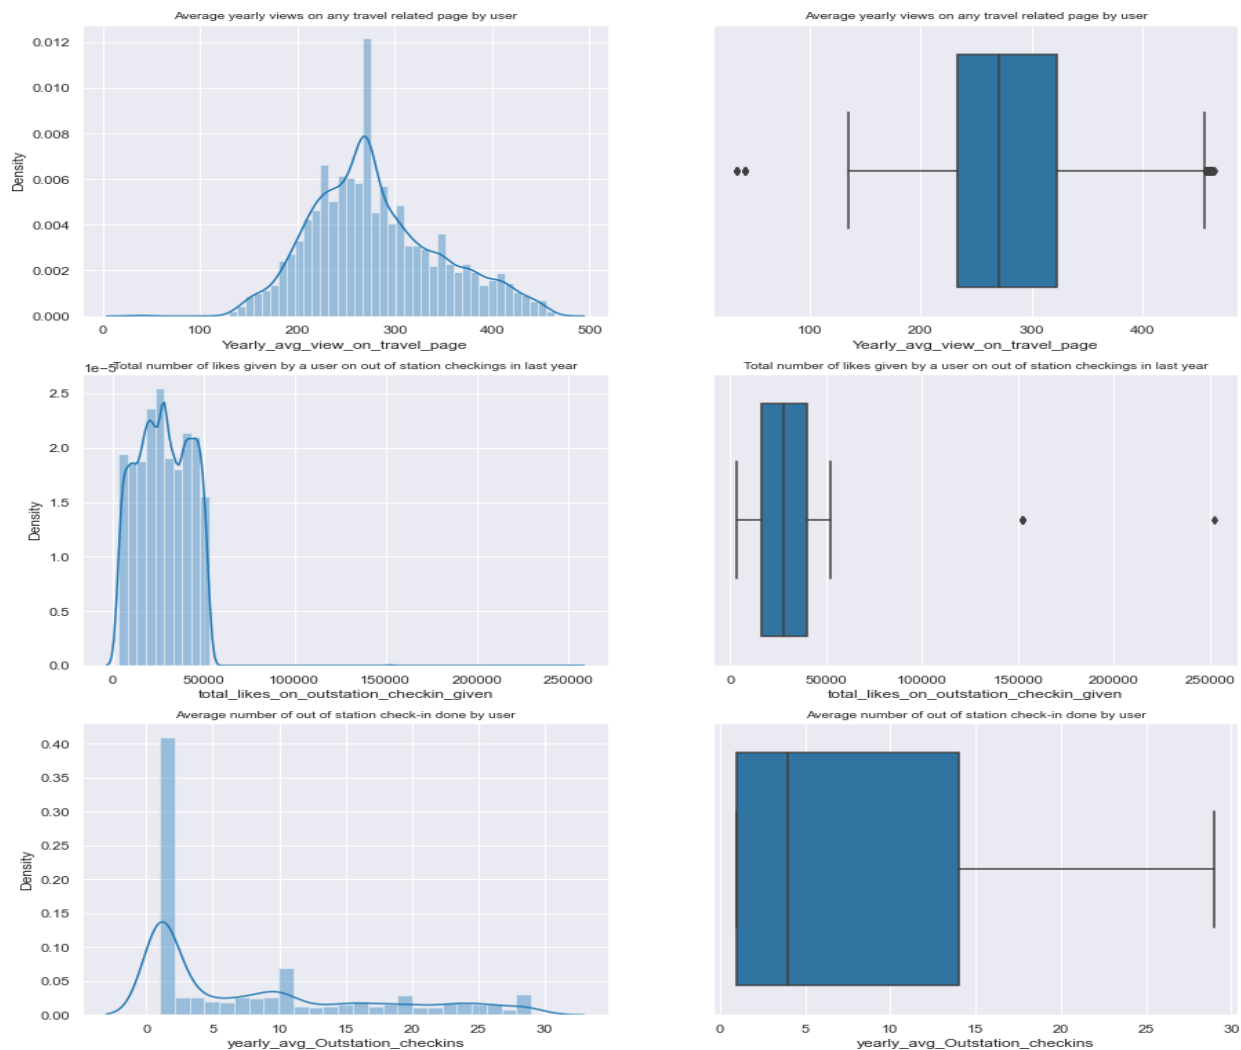 Average yearly views on any travel related page by user
0.012
0.010
0.008
0.006
0.004
0.002
0.000
Density
0 100 200 300 400 500
Yearly_avg_view_on_travel_page
Average yearly views on any travel related page by user
100 200 300 400
Yearly_avg_view_on_travel_page
1e−5
Total number of likes given by a user on out of station checkings in last year
2.5
2.0
1.5
1.0
0.5
0.0
Density
0 50000 100000 150000 200000 250000
total_likes_on_outstation_checkin_given
Total number of likes given by a user on out of station checkings in last year
0 50000 100000 150000 200000 250000
total_likes_on_outstation_checkin_given
Average number of out of station check-in done by user
0.40
0.35
0.30
0.25
0.20
0.15
0.10
0.05
0.00
Density
0 5 10 15 20 25 30
yearly_avg_Outstation_checkins
Average number of out of station check-in done by user
0 5 10 15 20 25 30
yearly_avg_Outstation_checkins